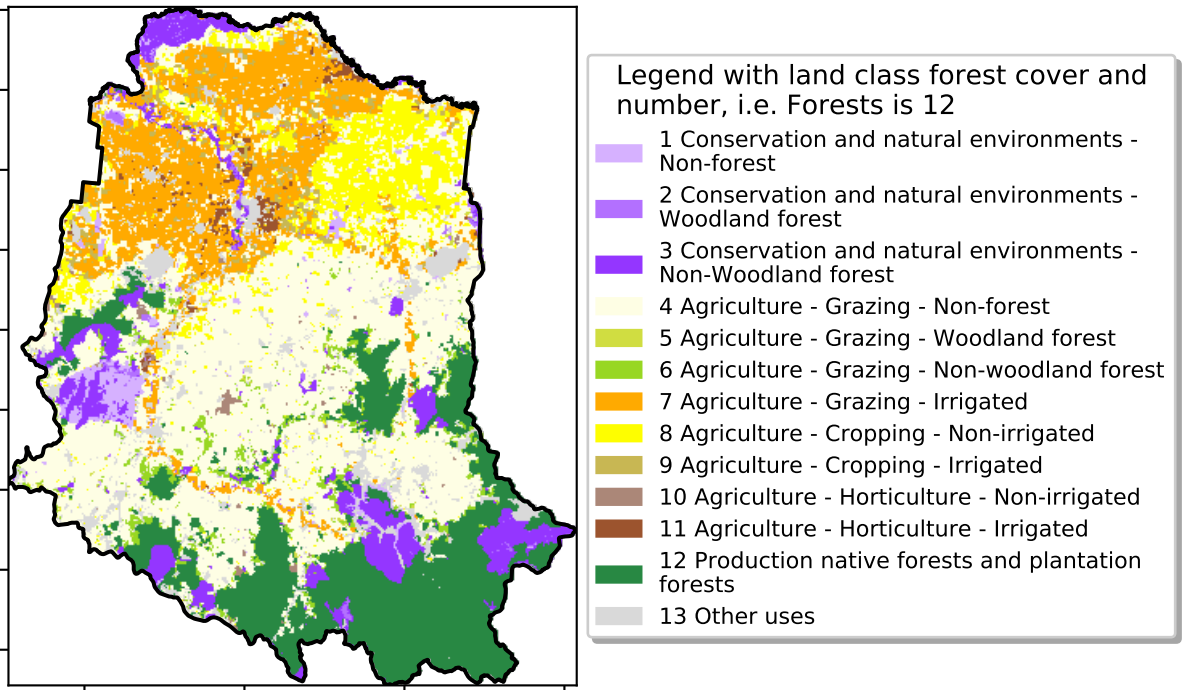 Legend with land class forest cover and
number, i.e. Forests is 12
1 Conservation and natural environments -
Non-forest
2 Conservation and natural environments -
Woodland forest
3 Conservation and natural environments -
Non-Woodland forest
4 Agriculture - Grazing - Non-forest
5 Agriculture - Grazing - Woodland forest
6 Agriculture - Grazing - Non-woodland forest
7 Agriculture - Grazing - Irrigated
8 Agriculture - Cropping - Non-irrigated
9 Agriculture - Cropping - Irrigated
10 Agriculture - Horticulture - Non-irrigated
11 Agriculture - Horticulture - Irrigated
12 Production native forests and plantation
forests
13 Other uses